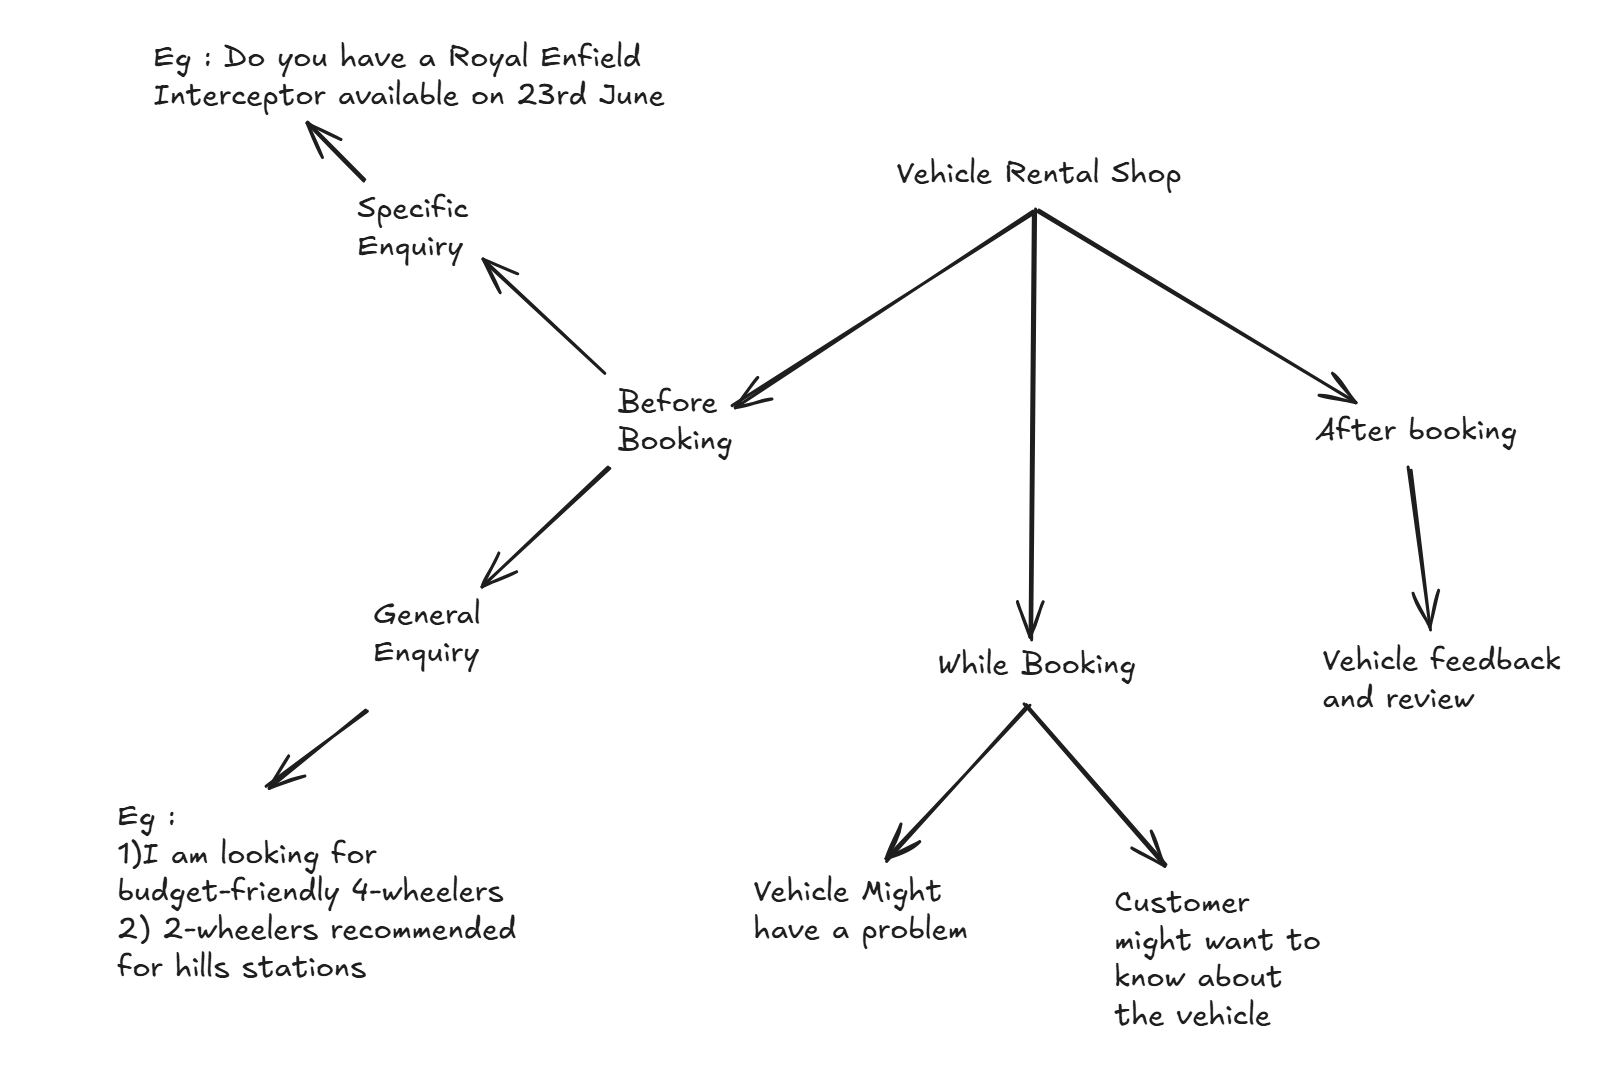 Eg : Do you have a Royal Enfield
Interceptor available on 23rd June
Vehicle Rental Shop
Specific
Enquiry
Before
Booking
After booking
General
Enquiry
While Booking
Vehicle feedback
and review
Eg :
1)I am looking for
budget-friendly 4-wheelers
2) 2-wheelers recommended
for hills stations
Vehicle Might
have a problem
Customer
might want to
know about
the vehicle